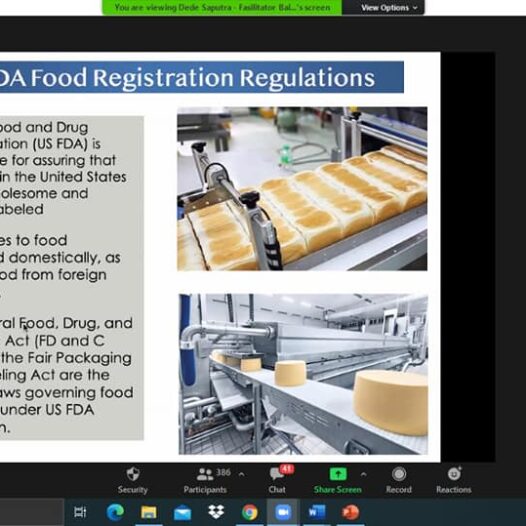 You are viewing Dede Saputra - Fasilitator Bal...'s screen
View Options
DA Food Registration Regulations
ood and Drug
ation (US FDA) is
e for assuring that
in the United States
olesome and
abeled
es to food
d domestically, as
od from foreign
ral Food, Drug, and
Act (FD and C
the Fair Packaging
eling Act are the
aws governing food
under US FDA
n.
Security
Participants
386
Chat
41
Share Screen
Record
Reactions